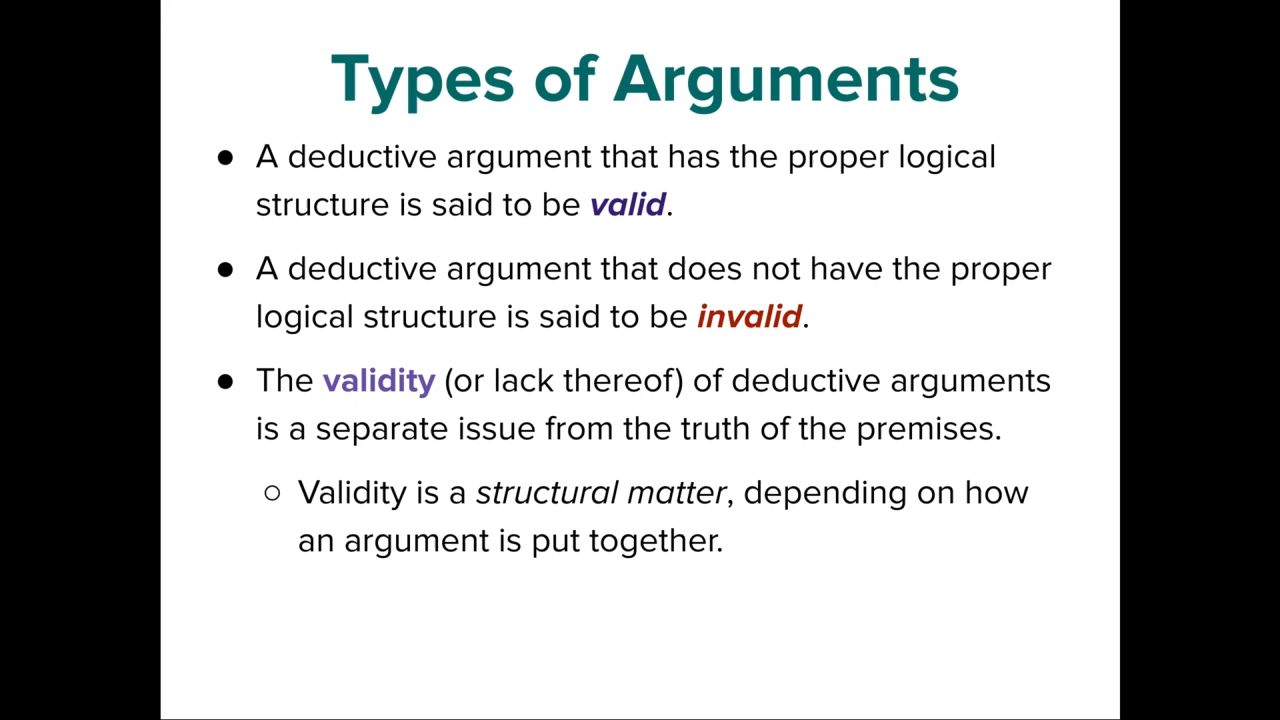 Types of Arguments
● A deductive argument that has the proper logical
structure is said to be valid.
● A deductive argument that does not have the proper
logical structure is said to be invalid.
● The validity (or lack thereof) of deductive arguments
is a separate issue from the truth of the premises.
○ Validity is a structural matter, depending on how
an argument is put together.